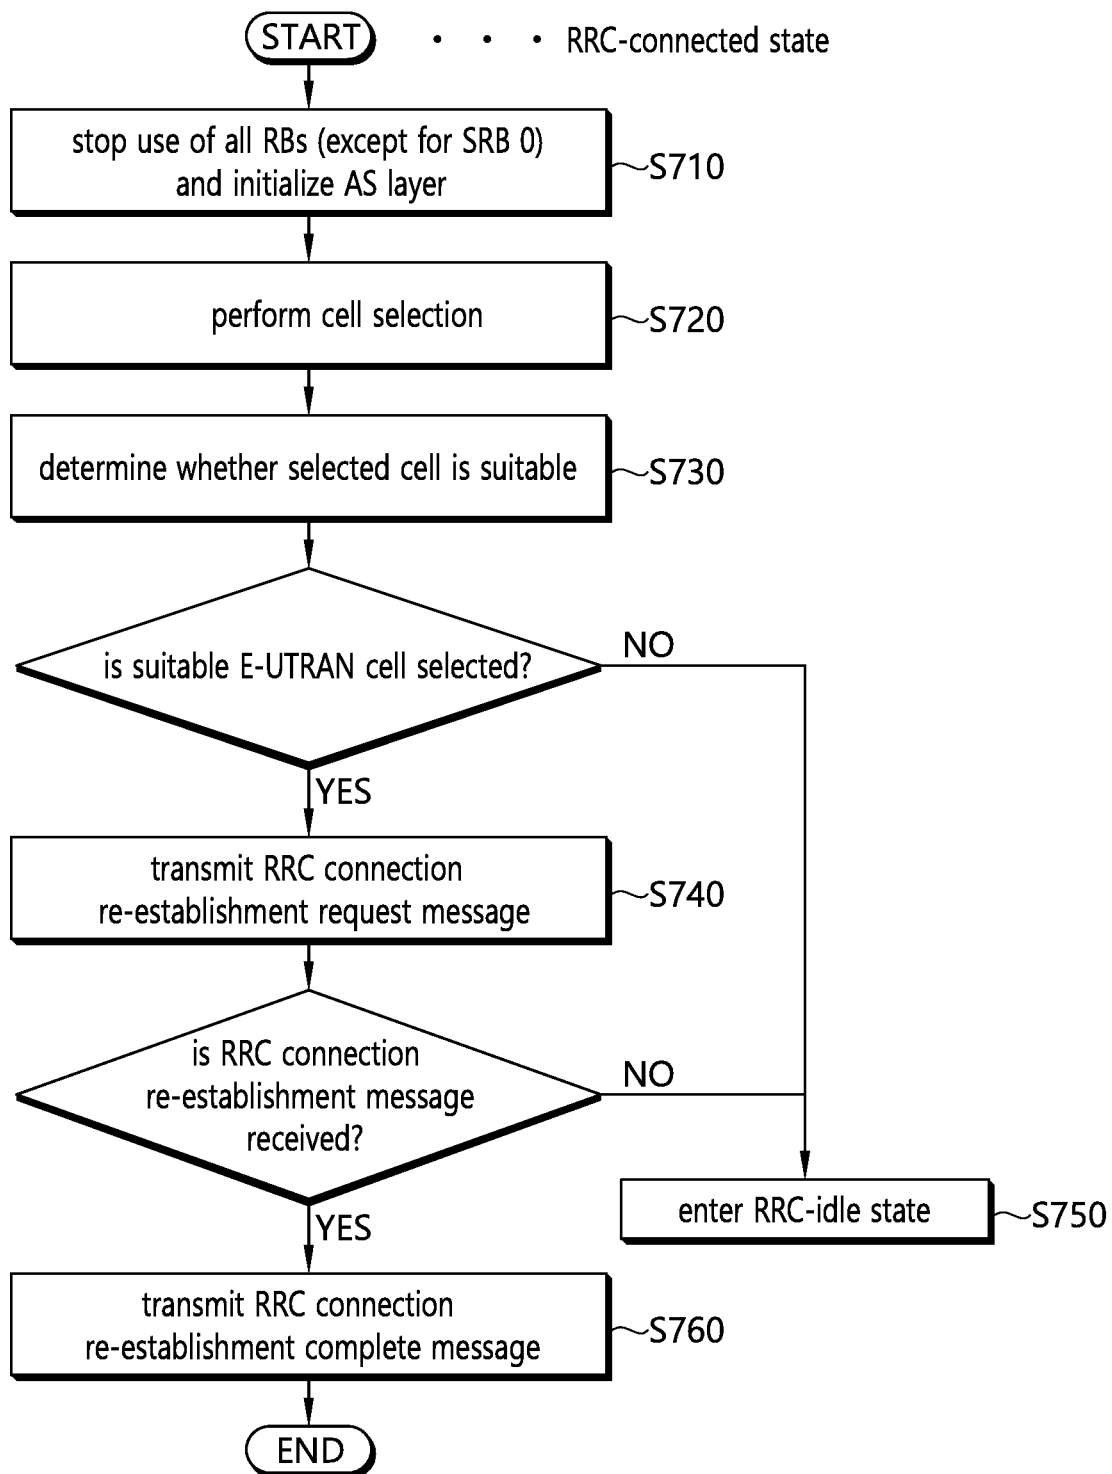 START · · · RRC-connected state
stop use of all RBs (except for SRB 0)
and initialize AS layer
S710
perform cell selection
S720
determine whether selected cell is suitable
S730
is suitable E-UTRAN cell selected?
NO
YES
transmit RRC connection
re-establishment request message
S740
is RRC connection
re-establishment message
received?
NO
YES
enter RRC-idle state
S750
transmit RRC connection
re-establishment complete message
S760
END